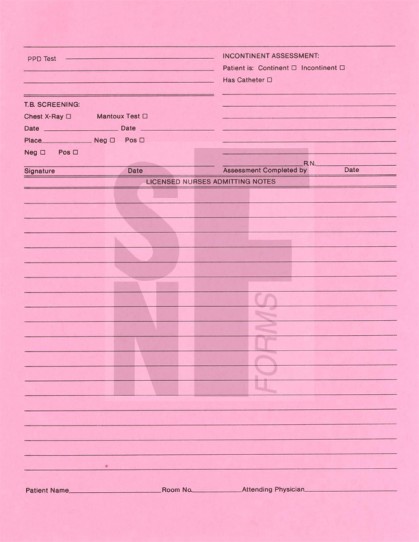 PPD Test
INCONTINENT ASSESSMENT:
Patient is: Continent □ Incontinent □
Has Catheter □
T.B. SCREENING:
Chest X-Ray □ Mantoux Test □
Date Date
Place Neg □ Pos □
Neg □ Pos □
R.N.
Signature Date
Assessment Completed by Date
LICENSED NURSES ADMITTING NOTES
SNF
FORMS
Patient Name Room No. Attending Physician